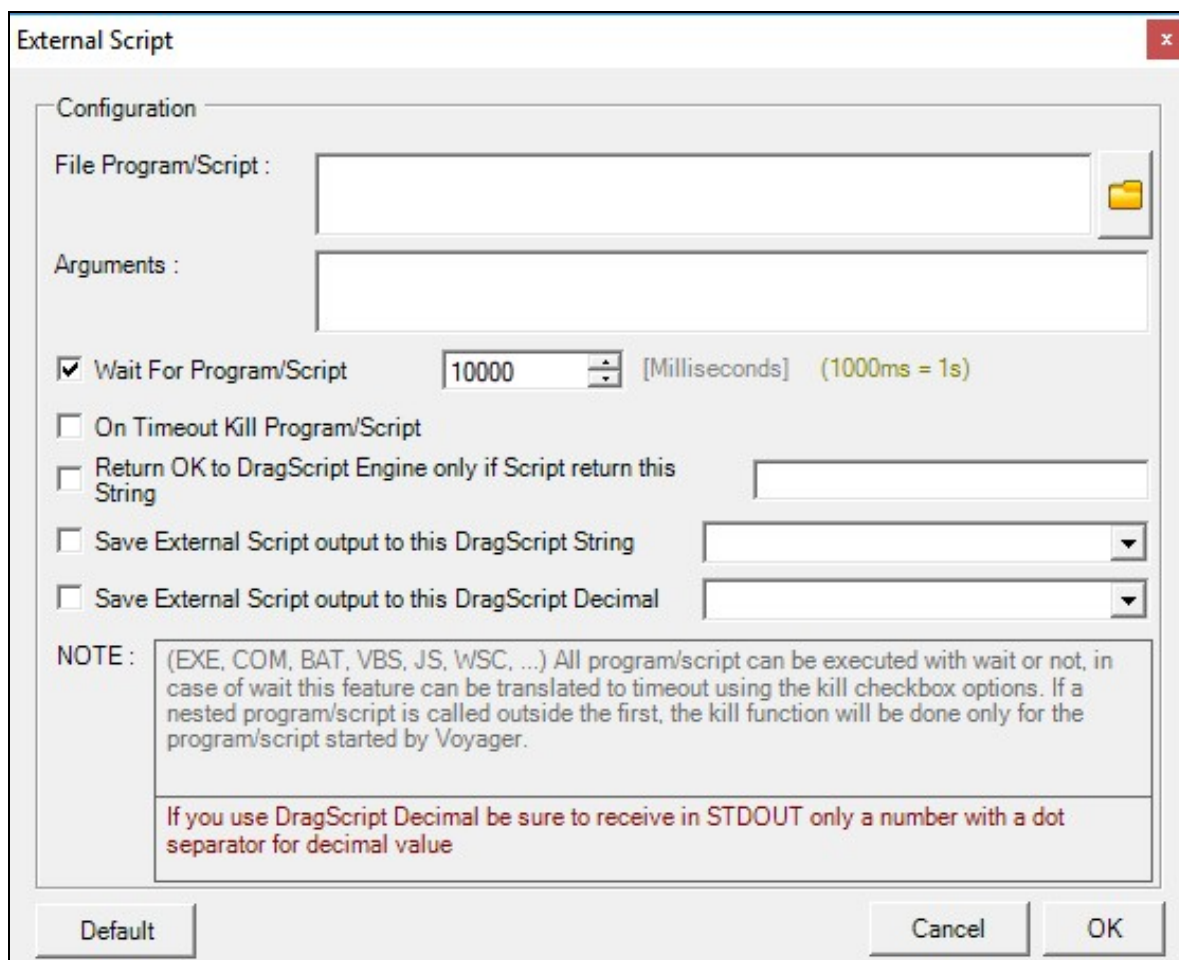 External Script
x
Configuration
File Program/Script :
Arguments :
Wait For Program/Script 10000 [Milliseconds] (1000ms = 1s)
On Timeout Kill Program/Script
Return OK to DragScript Engine only if Script return this
String
Save External Script output to this DragScript String
Save External Script output to this DragScript Decimal
NOTE : (EXE, COM, BAT, VBS, JS, WSC, ...) All program/script can be executed with wait or not, in
case of wait this feature can be translated to timeout using the kill checkbox options. If a
nested program/script is called outside the first, the kill function will be done only for the
program/script started by Voyager.
If you use DragScript Decimal be sure to receive in STDOUT only a number with a dot
separator for decimal value
Default Cancel OK